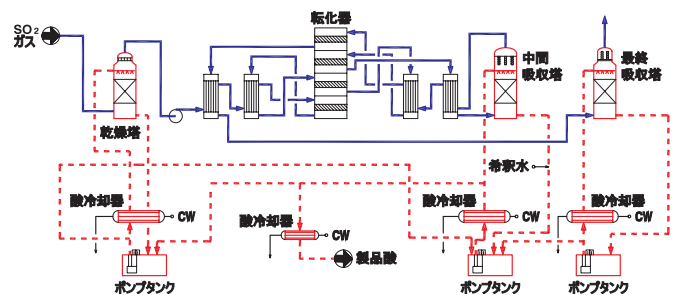 SO₂
ガス
転化器
中間
吸収塔
最終
吸収塔
乾燥塔
希釈水
酸冷却器
CW
酸冷却器
CW
製品酸
酸冷却器
CW
酸冷却器
CW
ポンプタンク
ポンプタンク
ポンプタンク